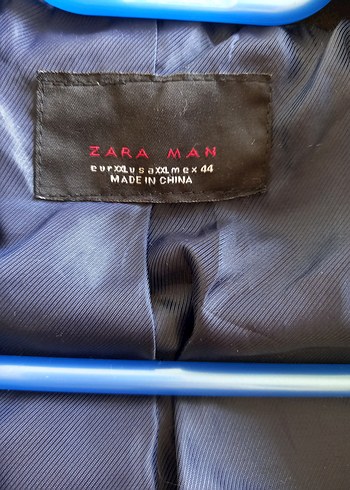 ZARA MAN
eur XXL usa XXL mex 44
MADE IN CHINA